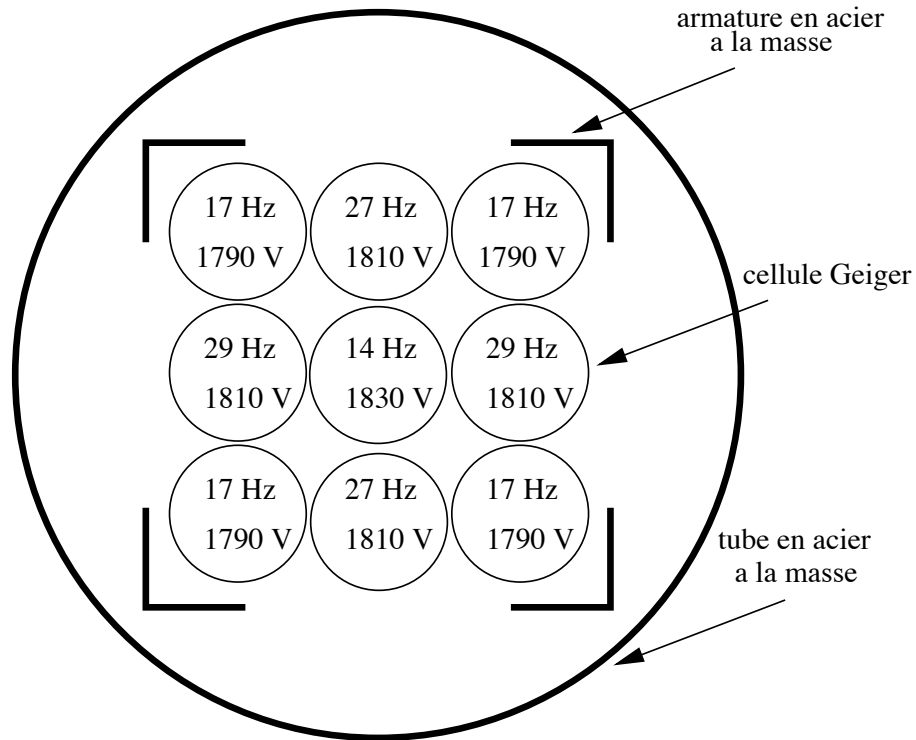 armature en acier
a la masse
17 Hz
1790 V
27 Hz
1810 V
17 Hz
1790 V
cellule Geiger
29 Hz
1810 V
14 Hz
1830 V
29 Hz
1810 V
17 Hz
1790 V
27 Hz
1810 V
17 Hz
1790 V
tube en acier
a la masse